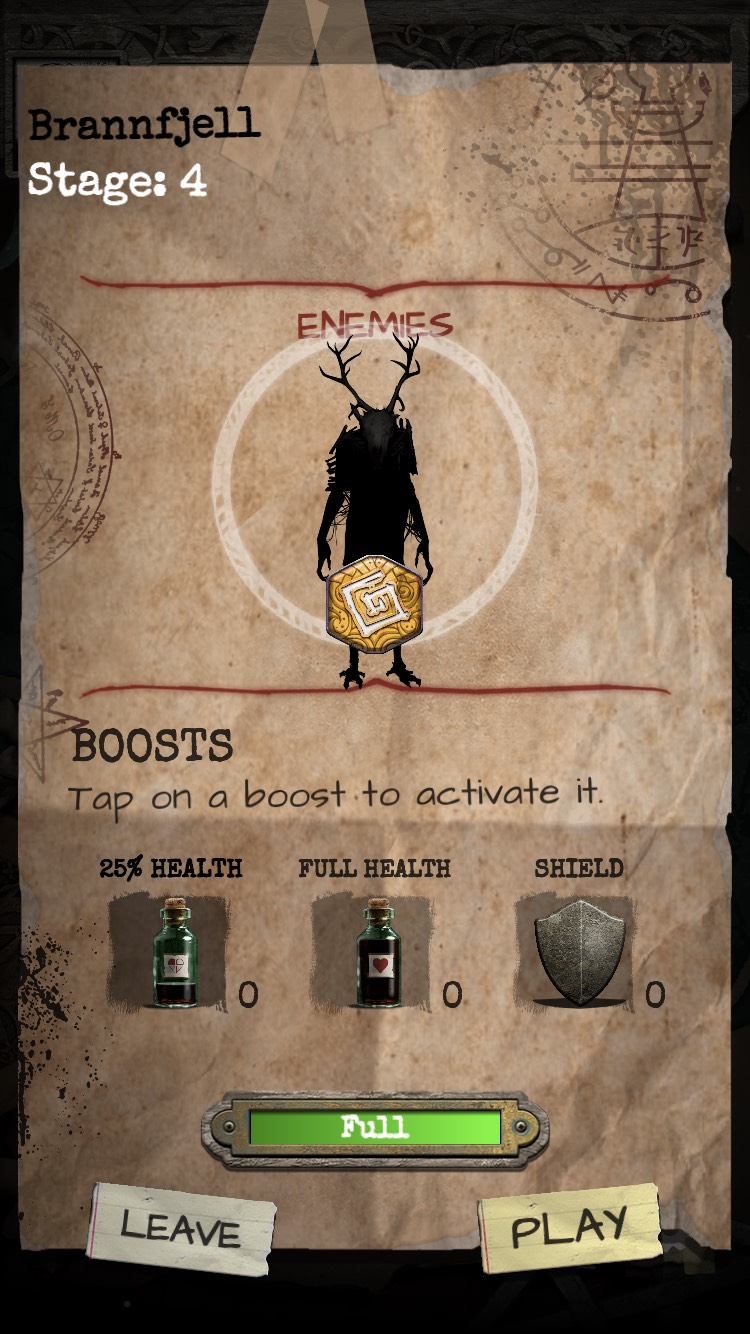 Brannfjell
Stage: 4
ENEMIES
BOOSTS
Tap on a boost to activate it.
25% HEALTH FULL HEALTH SHIELD
0 0 0
Full
LEAVE PLAY